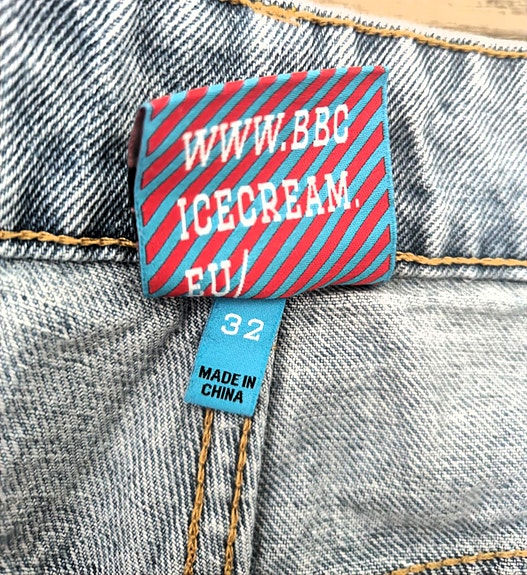 WWW.BBC
ICECREAM.
EU/
32
MADE IN
CHINA